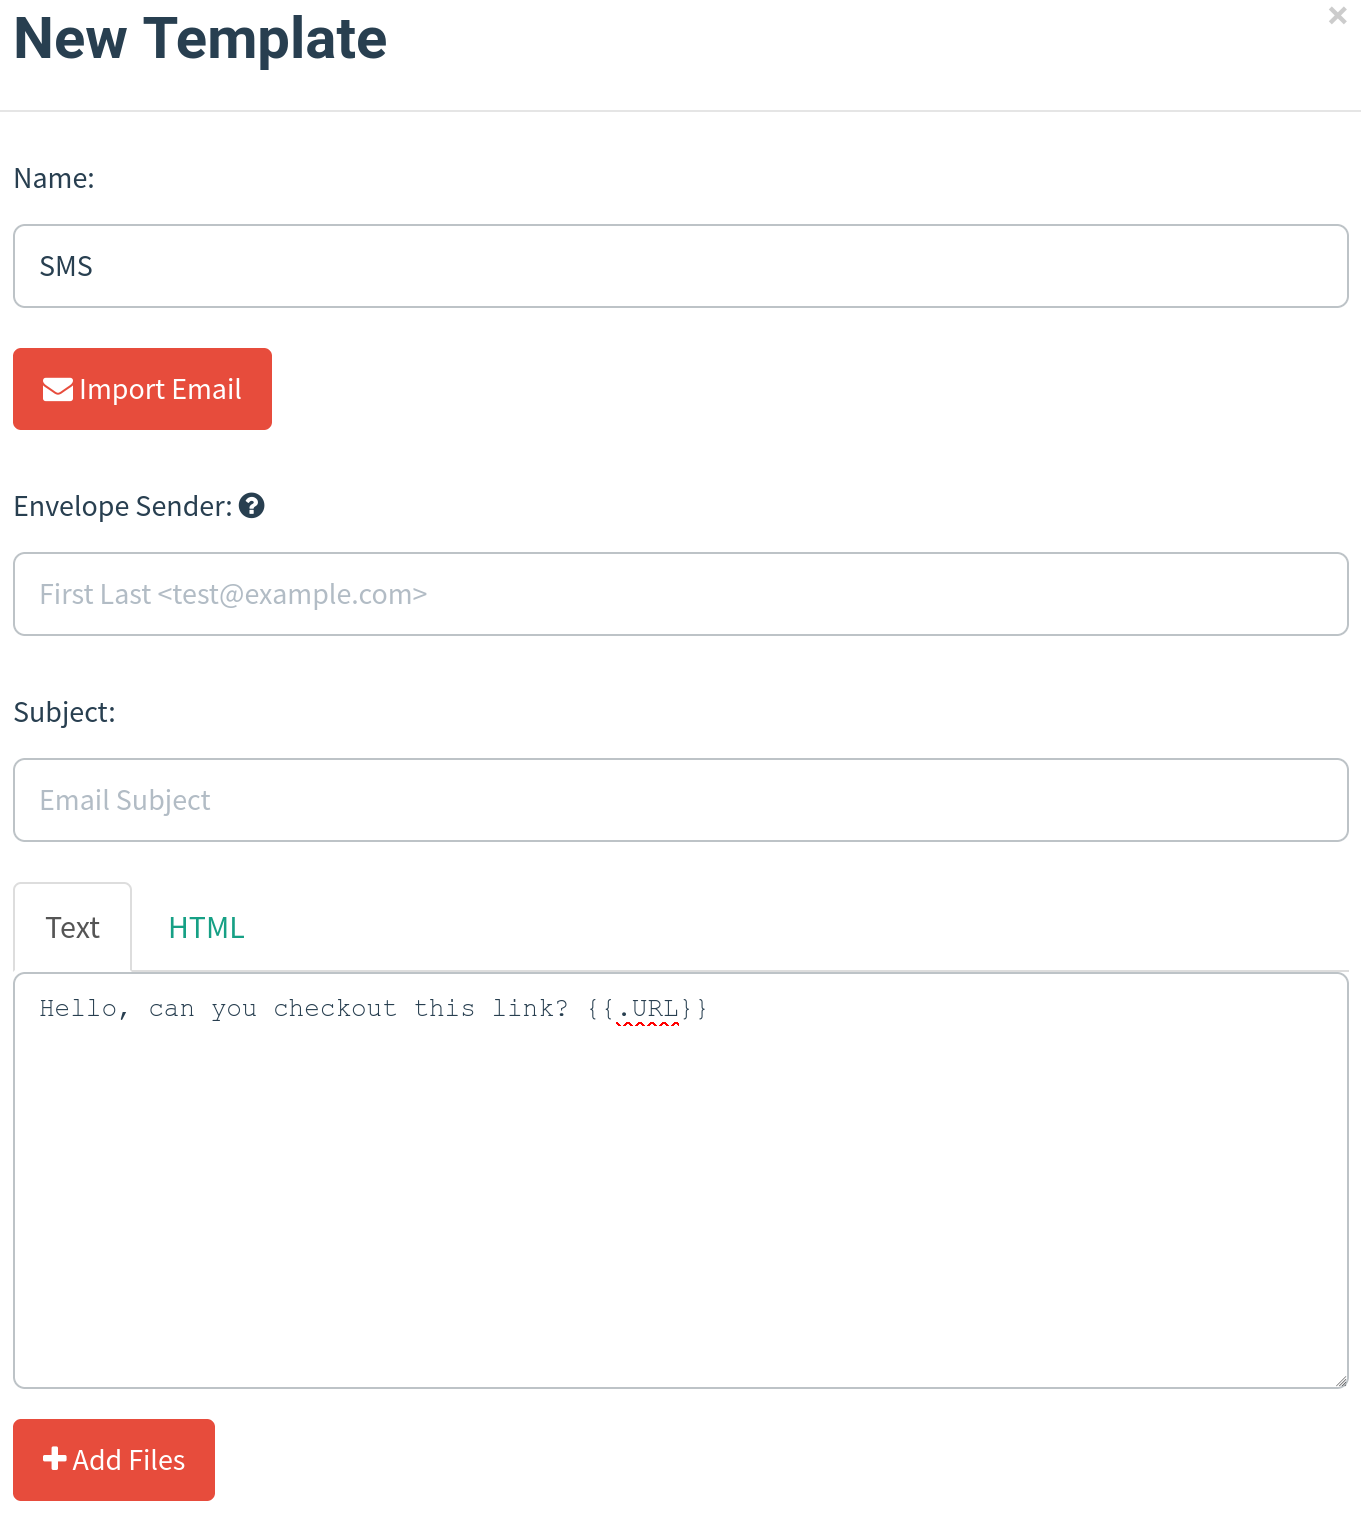 New Template
×
Name:
SMS
Import Email
Envelope Sender: ?
First Last <test@example.com>
Subject:
Email Subject
Text HTML
Hello, can you checkout this link? {{.URL}}
Add Files